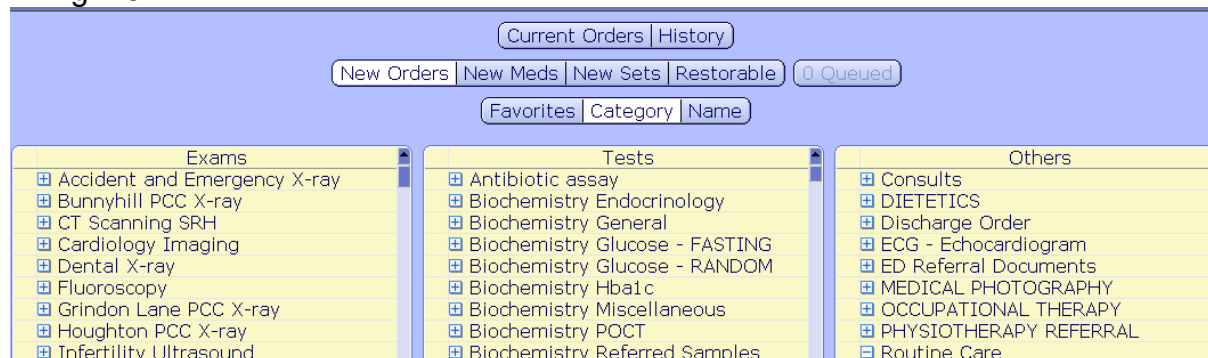 Current Orders History
New Orders New Meds New Sets Restorable 0 Queued
Favorites Category Name
Exams
Accident and Emergency X-ray
Bunnyhill PCC X-ray
CT Scanning SRH
Cardiology Imaging
Dental X-ray
Fluoroscopy
Grindon Lane PCC X-ray
Houghton PCC X-ray
Infertility Ultrasound
Tests
Antibiotic assay
Biochemistry Endocrinology
Biochemistry General
Biochemistry Glucose - FASTING
Biochemistry Glucose - RANDOM
Biochemistry Hba1c
Biochemistry Miscellaneous
Biochemistry POCT
Biochemistry Referred Samples
Others
Consults
DIETETICS
Discharge Order
ECG - Echocardiogram
ED Referral Documents
MEDICAL PHOTOGRAPHY
OCCUPATIONAL THERAPY
PHYSIOTHERAPY REFERRAL
Routine Care